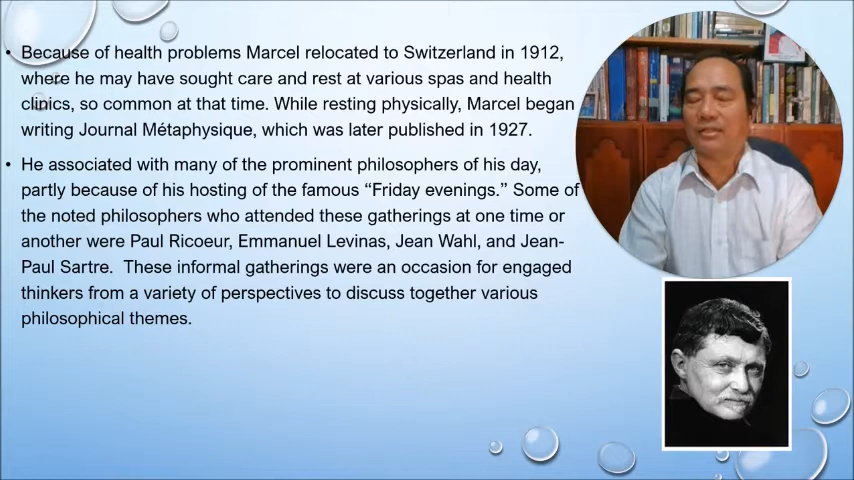 • Because of health problems Marcel relocated to Switzerland in 1912,
where he may have sought care and rest at various spas and health
clinics, so common at that time. While resting physically, Marcel began
writing Journal Métaphysique, which was later published in 1927.
• He associated with many of the prominent philosophers of his day,
partly because of his hosting of the famous “Friday evenings.” Some of
the noted philosophers who attended these gatherings at one time or
another were Paul Ricoeur, Emmanuel Levinas, Jean Wahl, and Jean-
Paul Sartre.  These informal gatherings were an occasion for engaged
thinkers from a variety of perspectives to discuss together various
philosophical themes.